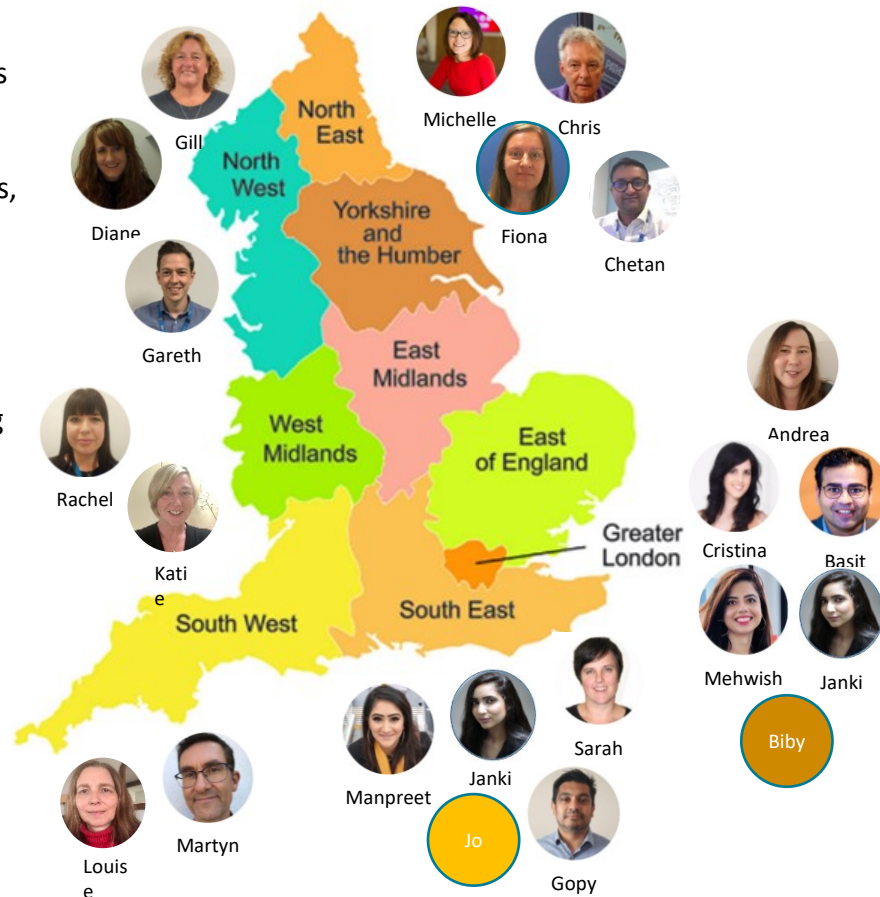 s
s,
g
Gill
Diane
Gareth
Rachel
Kati
e
Michelle
Chris
Fiona
Chetan
North
East
North
West
Yorkshire
and
the Humber
East
Midlands
West
Midlands
East
of England
Greater
London
South West
South East
Andrea
Cristina
Basit
Mehwish
Janki
Biby
Louis
e
Martyn
Manpreet
Janki
Sarah
Jo
Gopy